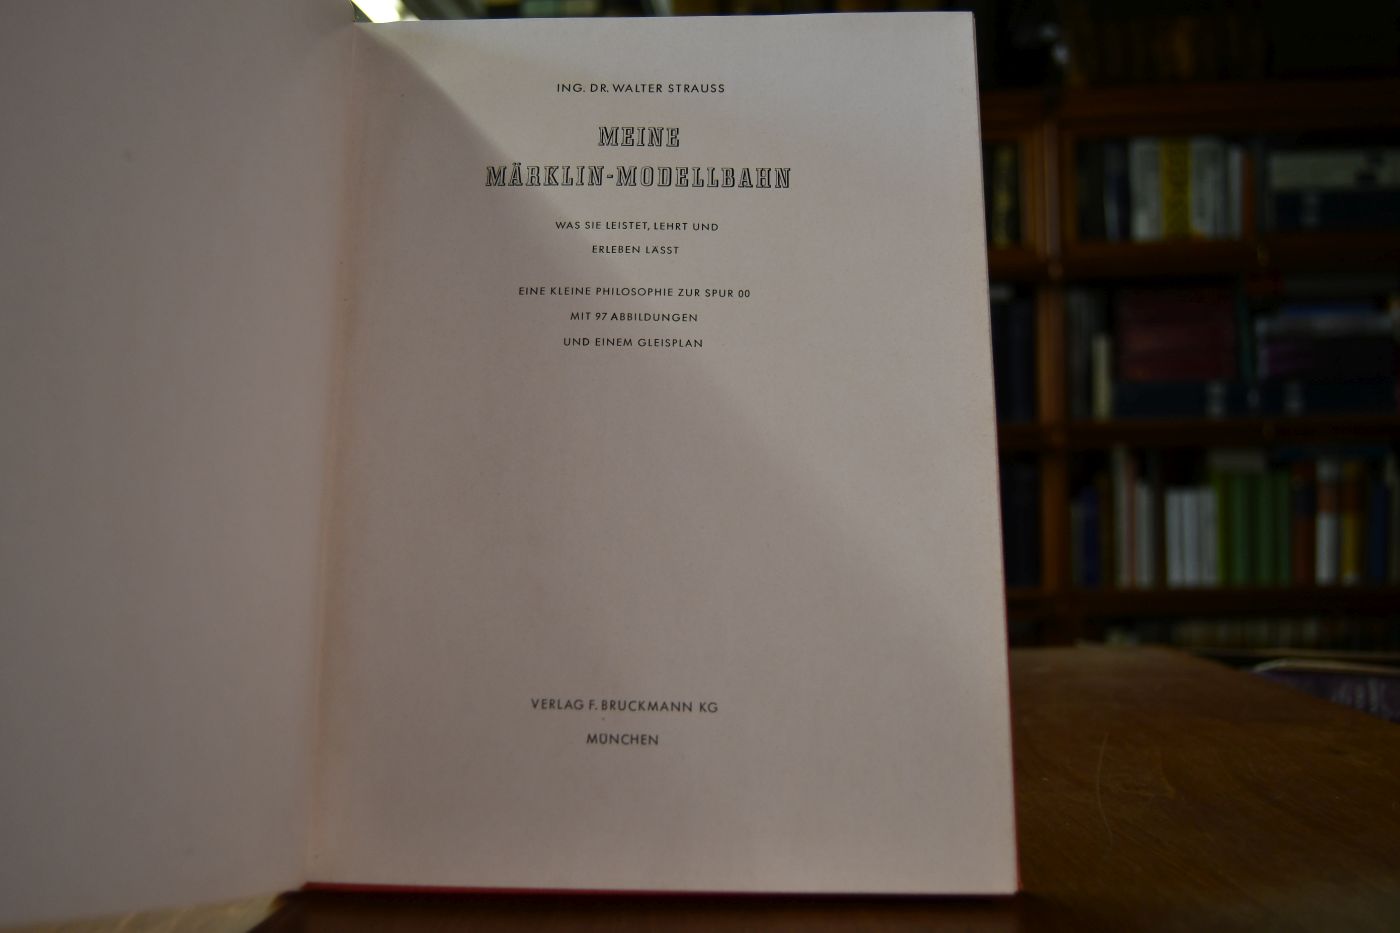 ING. DR. WALTER STRAUSS
MEINE
MÄRKLIN-MODELLBAHN
WAS SIE LEISTET, LEHRT UND
ERLEBEN LÄSST
EINE KLEINE PHILOSOPHIE ZUR SPUR 00
MIT 97 ABBILDUNGEN
UND EINEM GLEISPLAN
VERLAG F. BRUCKMANN KG
MÜNCHEN